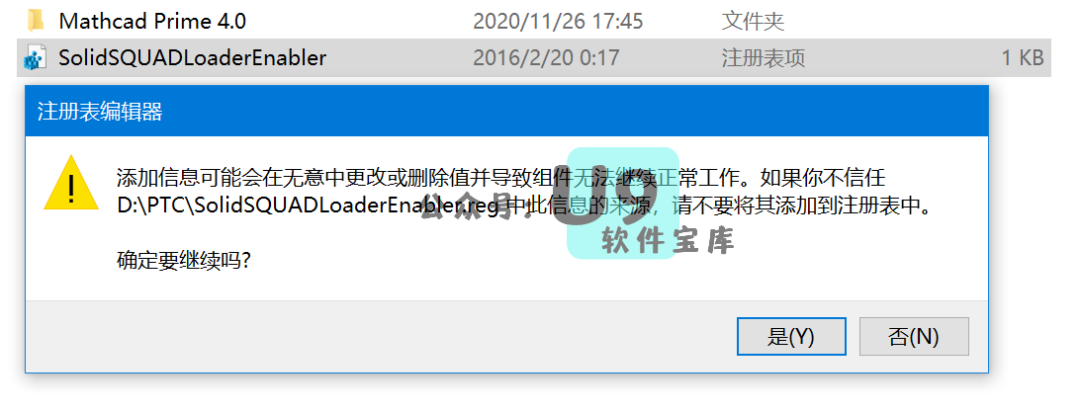 Mathcad Prime 4.0 2020/11/26 17:45 文件夹
SolidSQUADLoaderEnabler 2016/2/20 0:17 注册表项 1 KB
注册表编辑器
添加信息可能会在无意中更改或删除值并导致组件无法继续正常工作。如果你不信任
D:\PTC\SolidSQUADLoaderEnabler.reg 中此信息的来源，请不要将其添加到注册表中。
公众号：U9
软件宝库
确定要继续吗?
是(Y) 否(N)